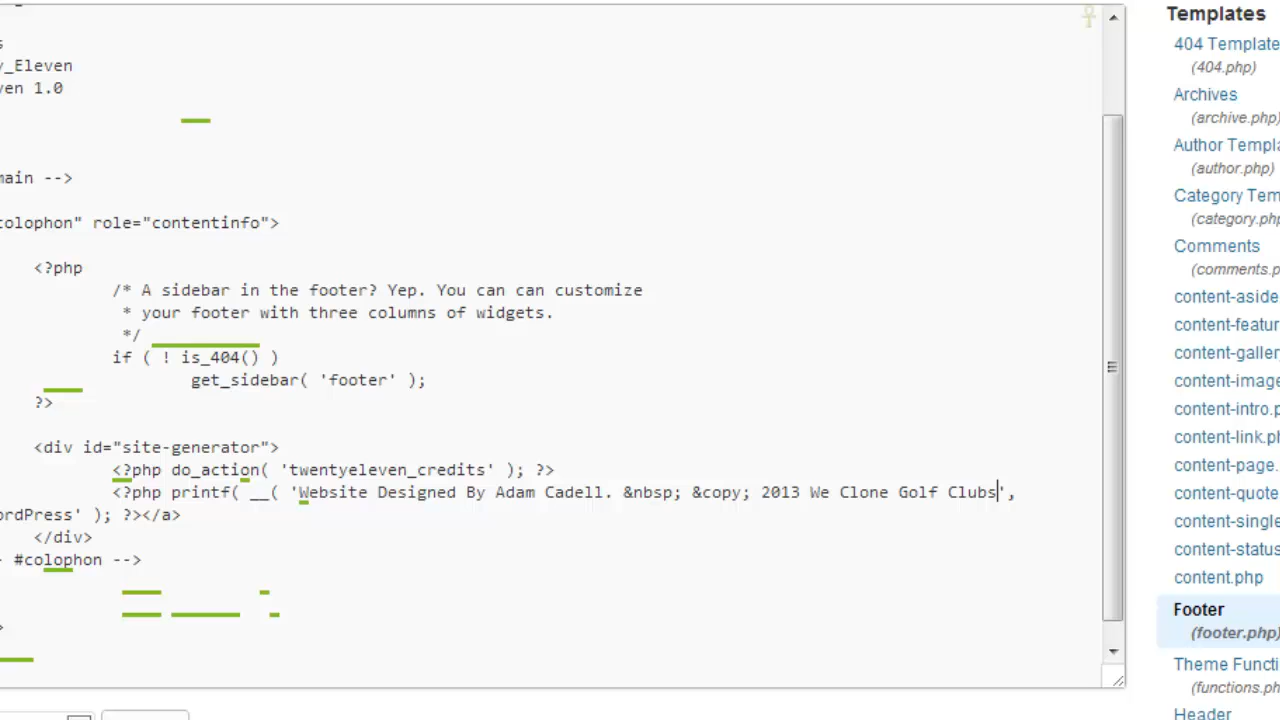 Templates
404 Template
(404.php)
y_Eleven
ven 1.0
Archives
(archive.php)
Author Templa
(author.php)
main -->
Category Tem
(category.php
colophon" role="contentinfo">
Comments
(comments.p
<?php
/* A sidebar in the footer? Yep. You can can customize
* your footer with three columns of widgets.
*/
if ( ! is_404() )
get_sidebar( 'footer' );
?>
content-aside
content-featur
content-gallery
content-image
content-intro.p
content-link.ph
<div id="site-generator">
<?php do_action( 'twentyeleven_credits' ); ?>
<?php printf( __( 'Website Designed By Adam Cadell. &nbsp; &copy; 2013 We Clone Golf Clubs',
ordPress' ); ?></a>
</div>
#colophon -->
content-page.
content-quote
content-single
content-status
content.php
Footer
(footer.php)
Theme Functi
(functions.ph
Header